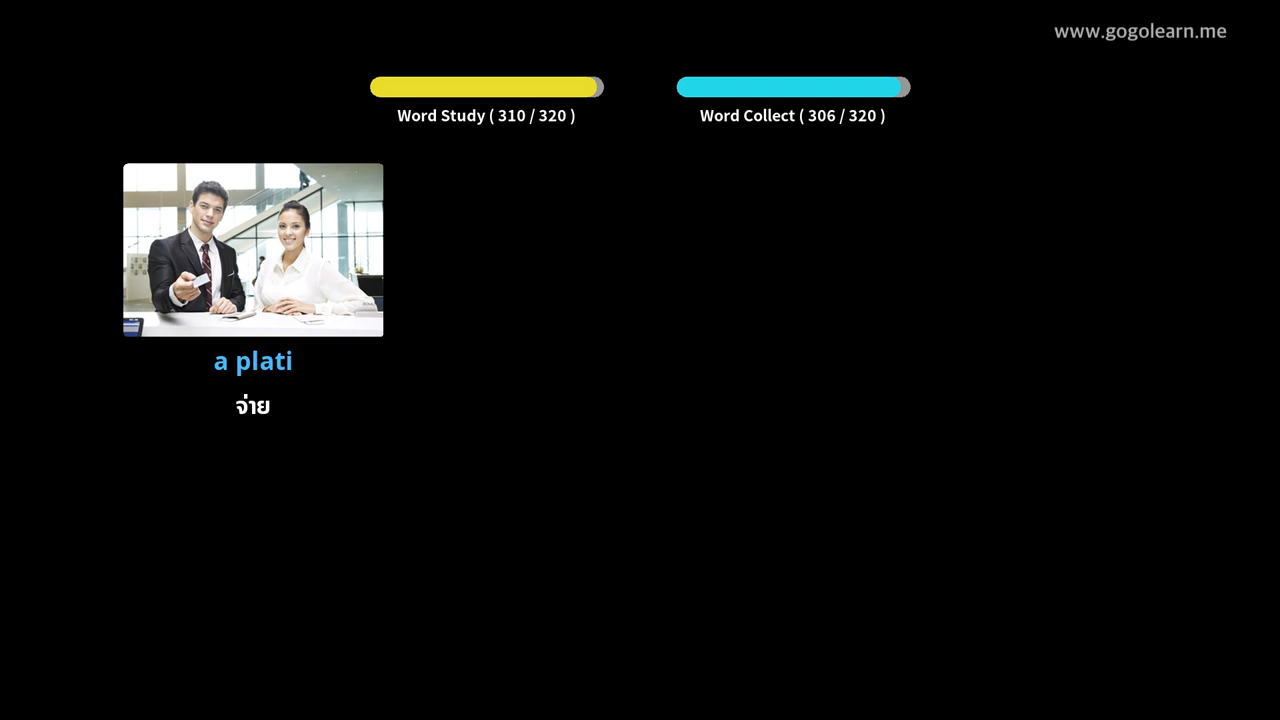 www.gogolearn.me
Word Study ( 310 / 320 )
Word Collect ( 306 / 320 )
a plati
จ่าย